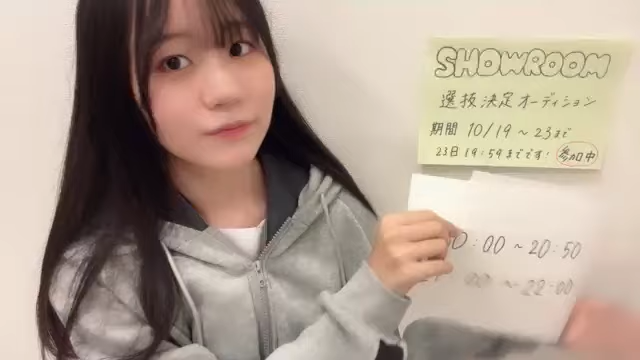 SHOWROOM
選抜決定オーディション
期間 10/19～23まで
23日 19:59までです! 参加中
0:00 ~ 20:50
00 ~ 22:00